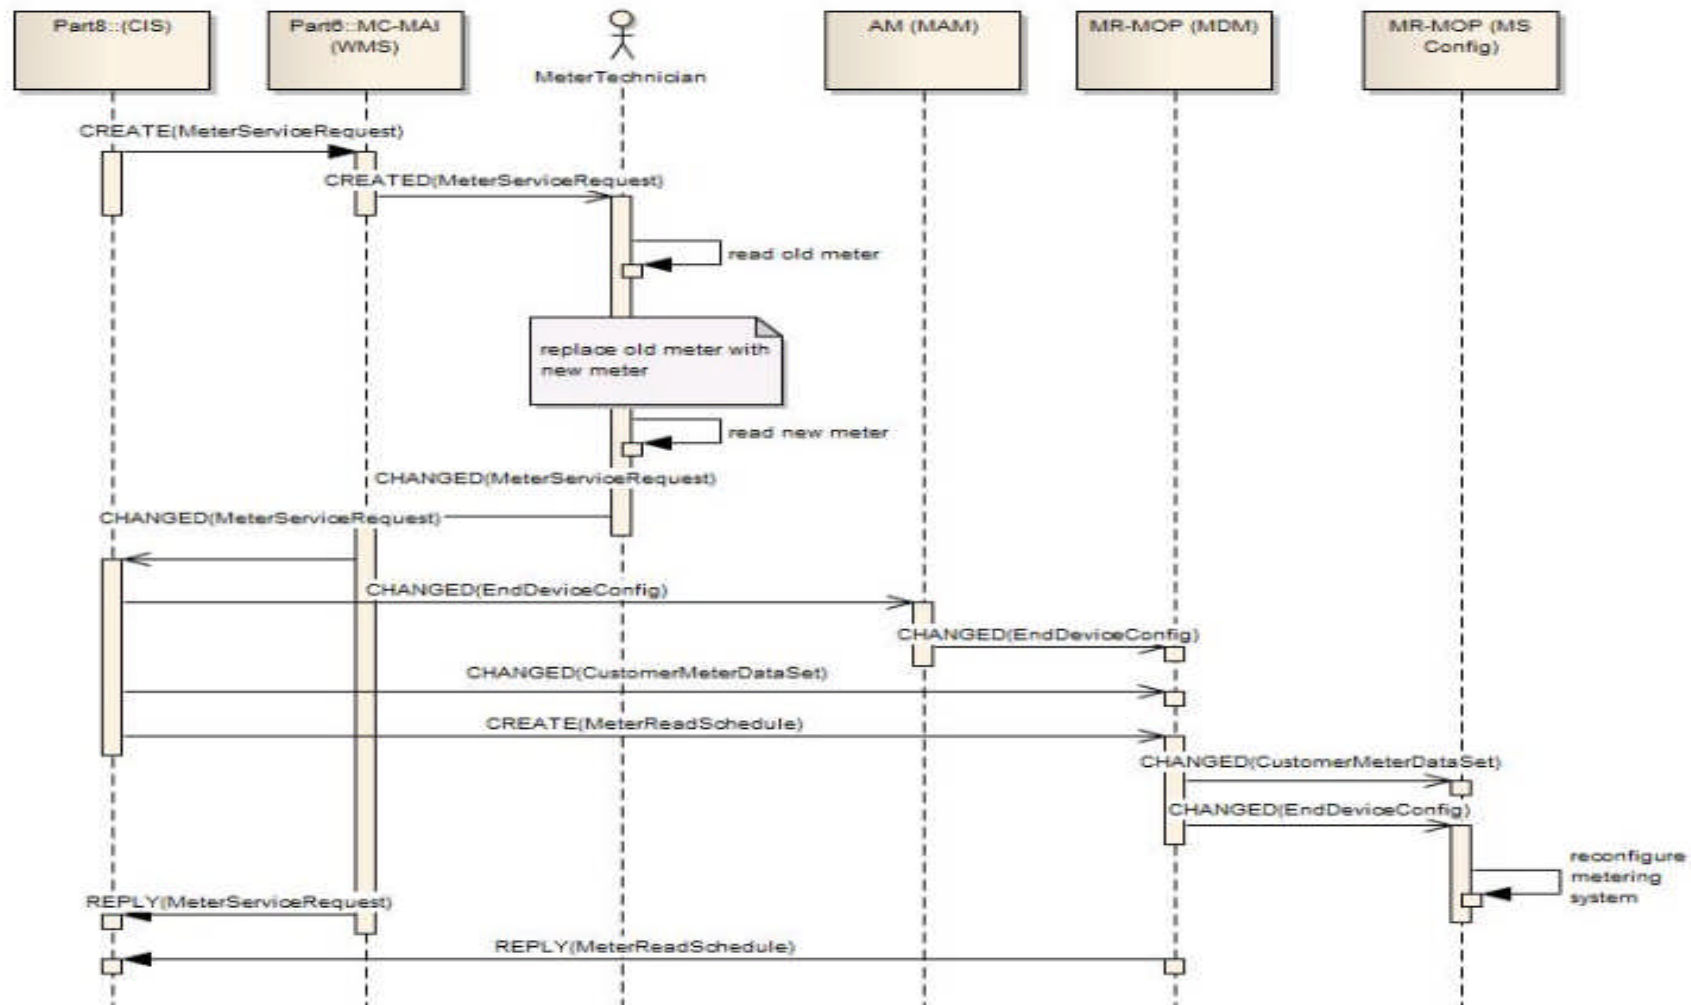 Part8::(CIS)
Part6::MC-MAI
(WMS)
MeterTechnician
AM (MAM)
MR-MOP (MDM)
MR-MOP (MS
Config)
CREATE(MeterServiceRequest)
CREATED(MeterServiceRequest)
read old meter
replace old meter with
new meter
read new meter
CHANGED(MeterServiceRequest)
CHANGED(MeterServiceRequest)
CHANGED(EndDeviceConfig)
CHANGED(EndDeviceConfig)
CHANGED(CustomerMeterDataSet)
CREATE(MeterReadSchedule)
CHANGED(CustomerMeterDataSet)
CHANGED(EndDeviceConfig)
reconfigure
metering
system
REPLY(MeterServiceRequest)
REPLY(MeterReadSchedule)